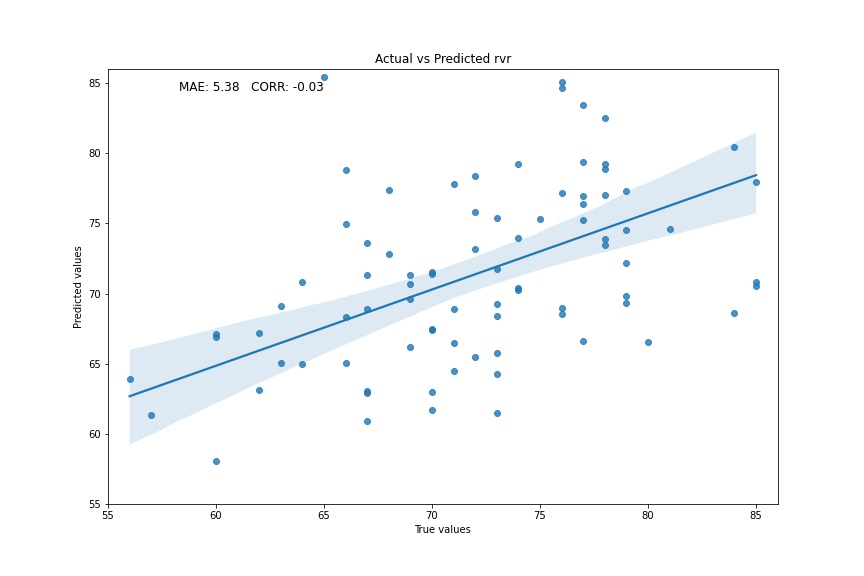 Actual vs Predicted rvr
MAE: 5.38   CORR: -0.03
85
80
75
70
65
60
55
Predicted values
55 60 65 70 75 80 85
True values